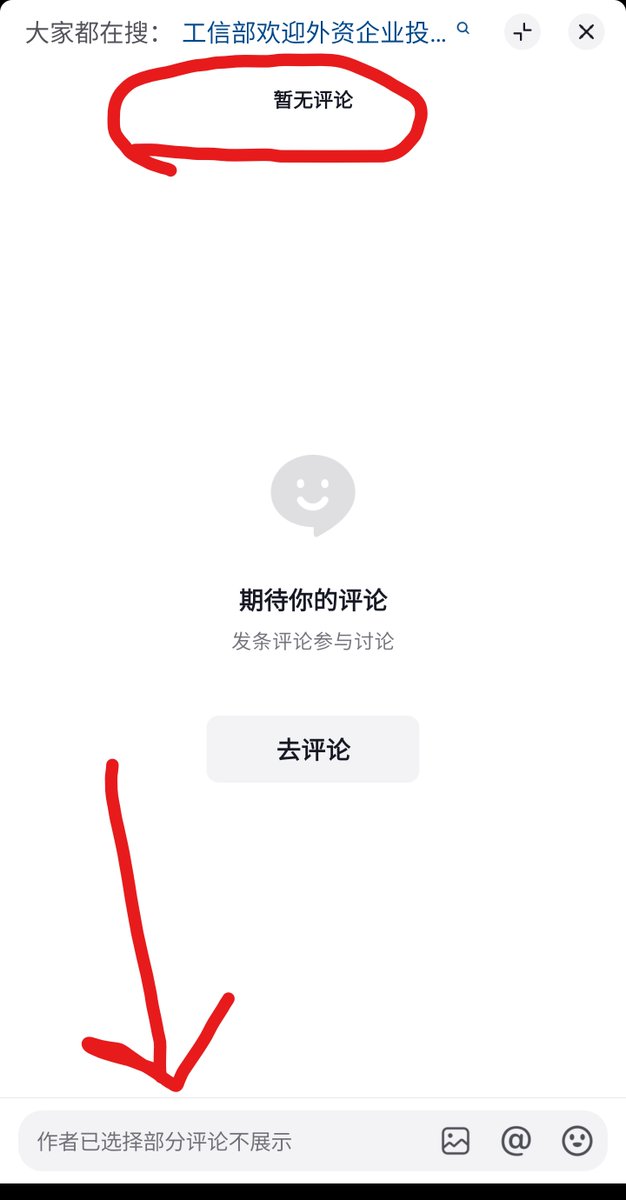 大家都在搜： 工信部欢迎外资企业投...
暂无评论
期待你的评论
发条评论参与讨论
去评论
作者已选择部分评论不展示